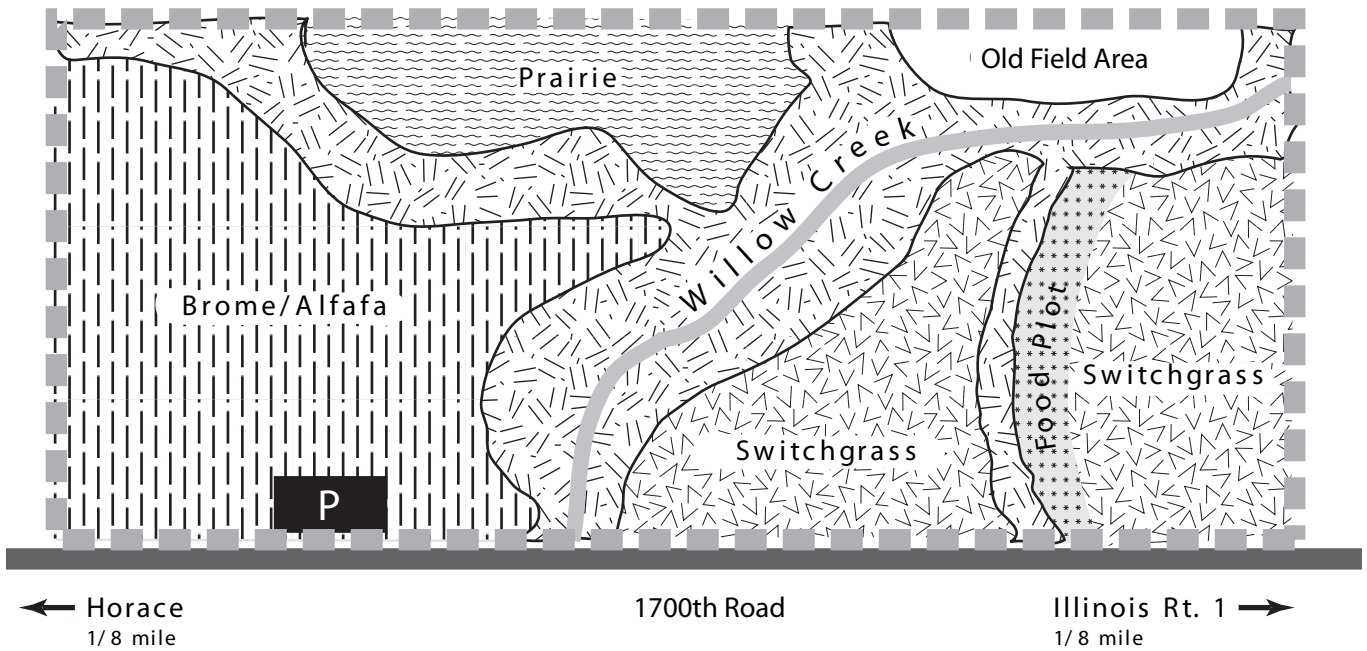 Old Field Area
Prairie
Willow Creek
Brome/Alfafa
Food Plot
Switchgrass
Switchgrass
P
Horace
1/8 mile
1700th Road
Illinois Rt. 1
1/8 mile